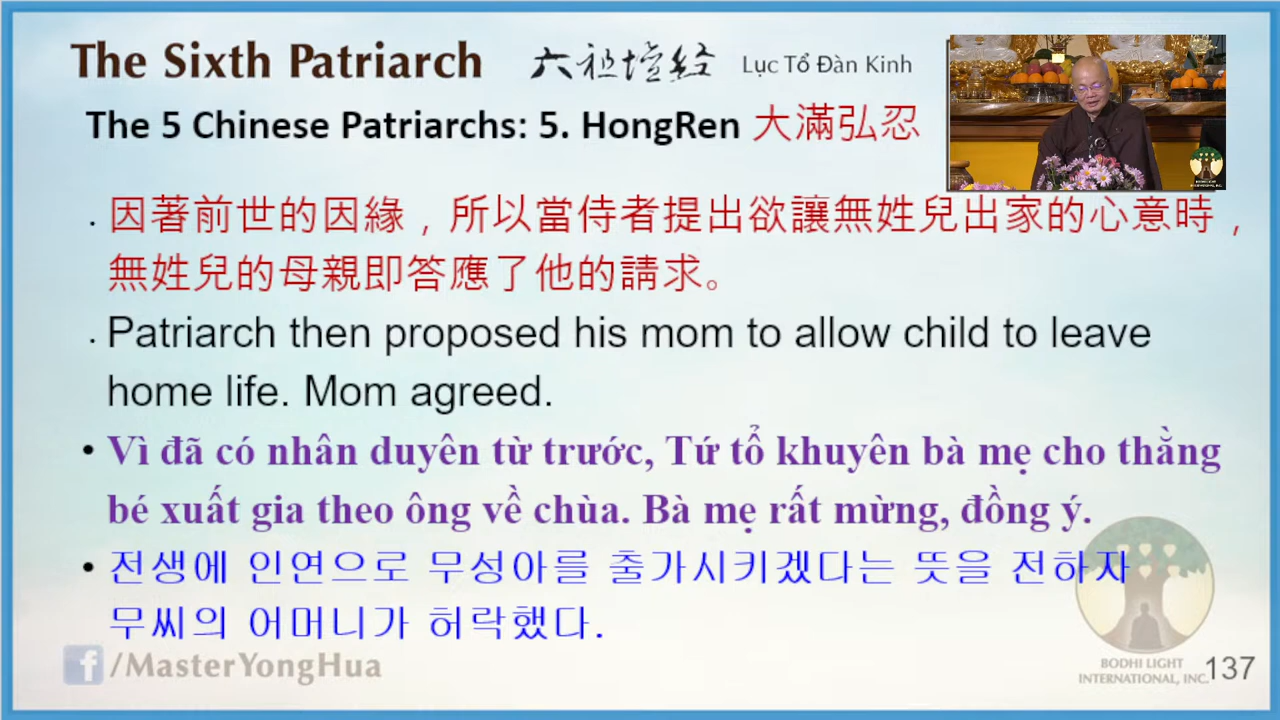 The Sixth Patriarch 六祖壇经 Lục Tổ Đàn Kinh
The 5 Chinese Patriarchs: 5. HongRen 大滿弘忍
因著前世的因緣，所以當侍者提出欲讓無姓兒出家的心意時，
無姓兒的母親即答應了他的請求。
Patriarch then proposed his mom to allow child to leave
home life. Mom agreed.
Vì đã có nhân duyên từ trước, Tứ tổ khuyên bà mẹ cho thằng
bé xuất gia theo ông về chùa. Bà mẹ rất mừng, đồng ý.
전생에 인연으로 무성아를 출가시키겠다는 뜻을 전하자
무씨의 어머니가 허락했다.
f/MasterYongHua
BODHI LIGHT
INTERNATIONAL, INC.
137